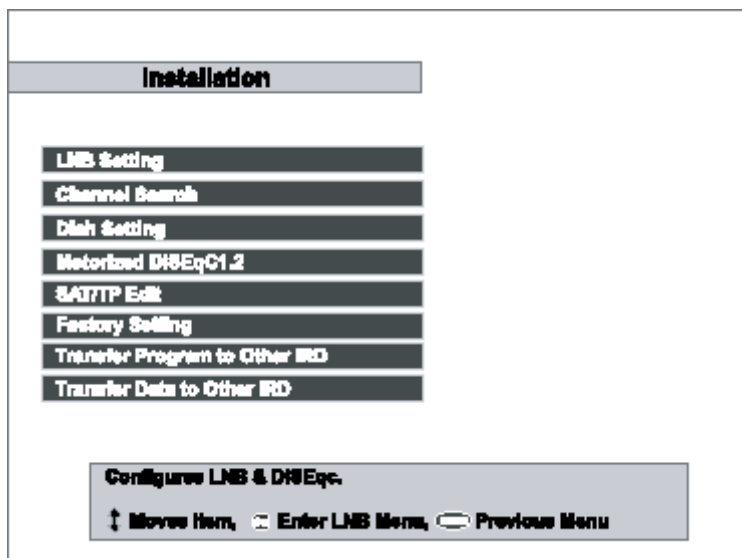 Installation
LNB Setting
Channel Search
Dish Setting
Motorized DiSEqC1.2
SAT/TP Edit
Factory Setting
Transfer Program to Other IRD
Transfer Data to Other IRD
Configures LNB & DiSEqc.
Moves Item, Enter LNB Menu, Previous Menu